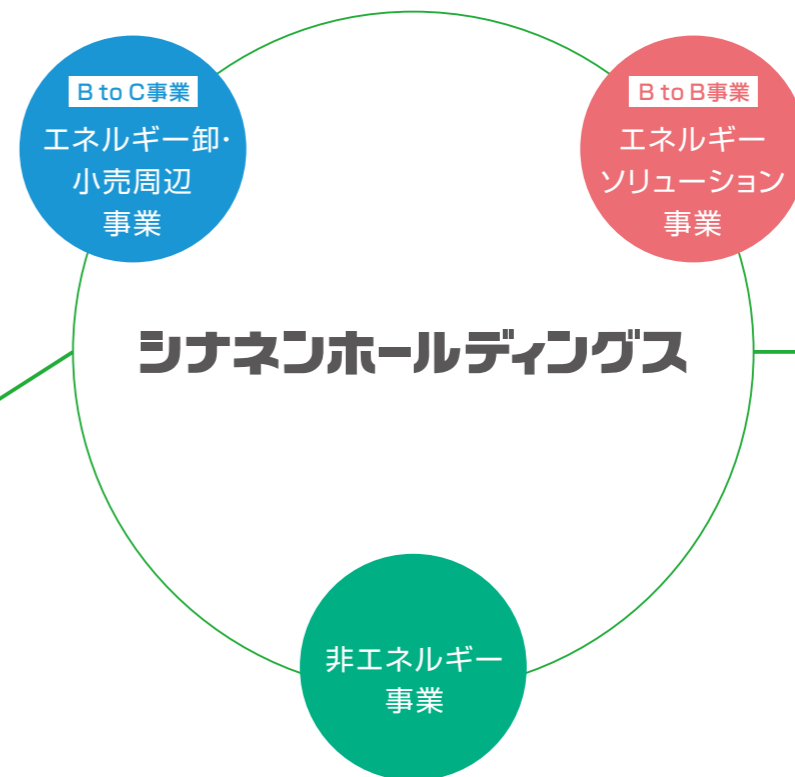 B to C事業
エネルギー卸・
小売周辺
事業
B to B事業
エネルギー
ソリューション
事業
シナネンホールディングス
非エネルギー
事業